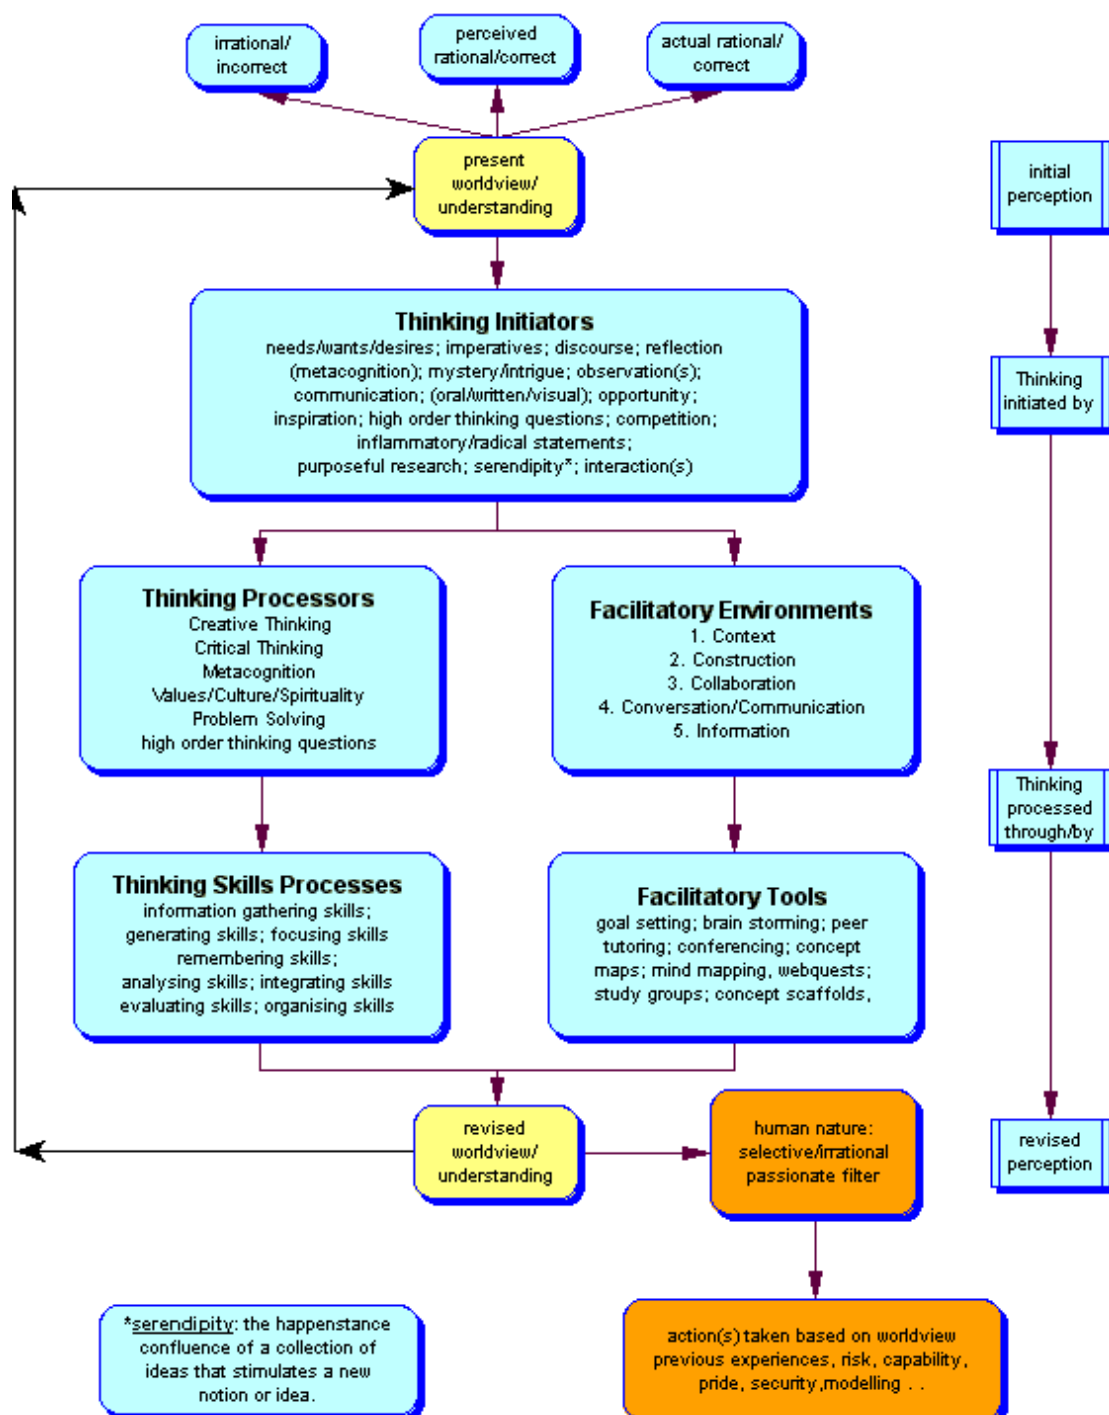 irrational/
incorrect
perceived
rational/correct
actual rational/
correct
present
worldview/
understanding
initial
perception
Thinking Initiators
needs/wants/desires; imperatives; discourse; reflection
(metacognition); mystery/intrigue; observation(s);
communication; (oral/written/visual); opportunity;
inspiration; high order thinking questions; competition;
inflammatory/radical statements;
purposeful research; serendipity*; interaction(s)
Thinking
initiated by
Thinking Processors
Creative Thinking
Critical Thinking
Metacognition
Values/Culture/Spirituality
Problem Solving
high order thinking questions
Facilitatory Environments
1. Context
2. Construction
3. Collaboration
4. Conversation/Communication
5. Information
Thinking
processed
through/by
Thinking Skills Processes
information gathering skills;
generating skills; focusing skills
remembering skills;
analysing skills; integrating skills
evaluating skills; organising skills
Facilitatory Tools
goal setting; brain storming; peer
tutoring; conferencing; concept
maps; mind mapping, webquests;
study groups; concept scaffolds,
revised
worldview/
understanding
human nature:
selective/irrational
passionate filter
revised
perception
*serendipity: the happenstance
confluence of a collection of
ideas that stimulates a new
notion or idea.
action(s) taken based on worldview
previous experiences, risk, capability,
pride, security,modelling . .